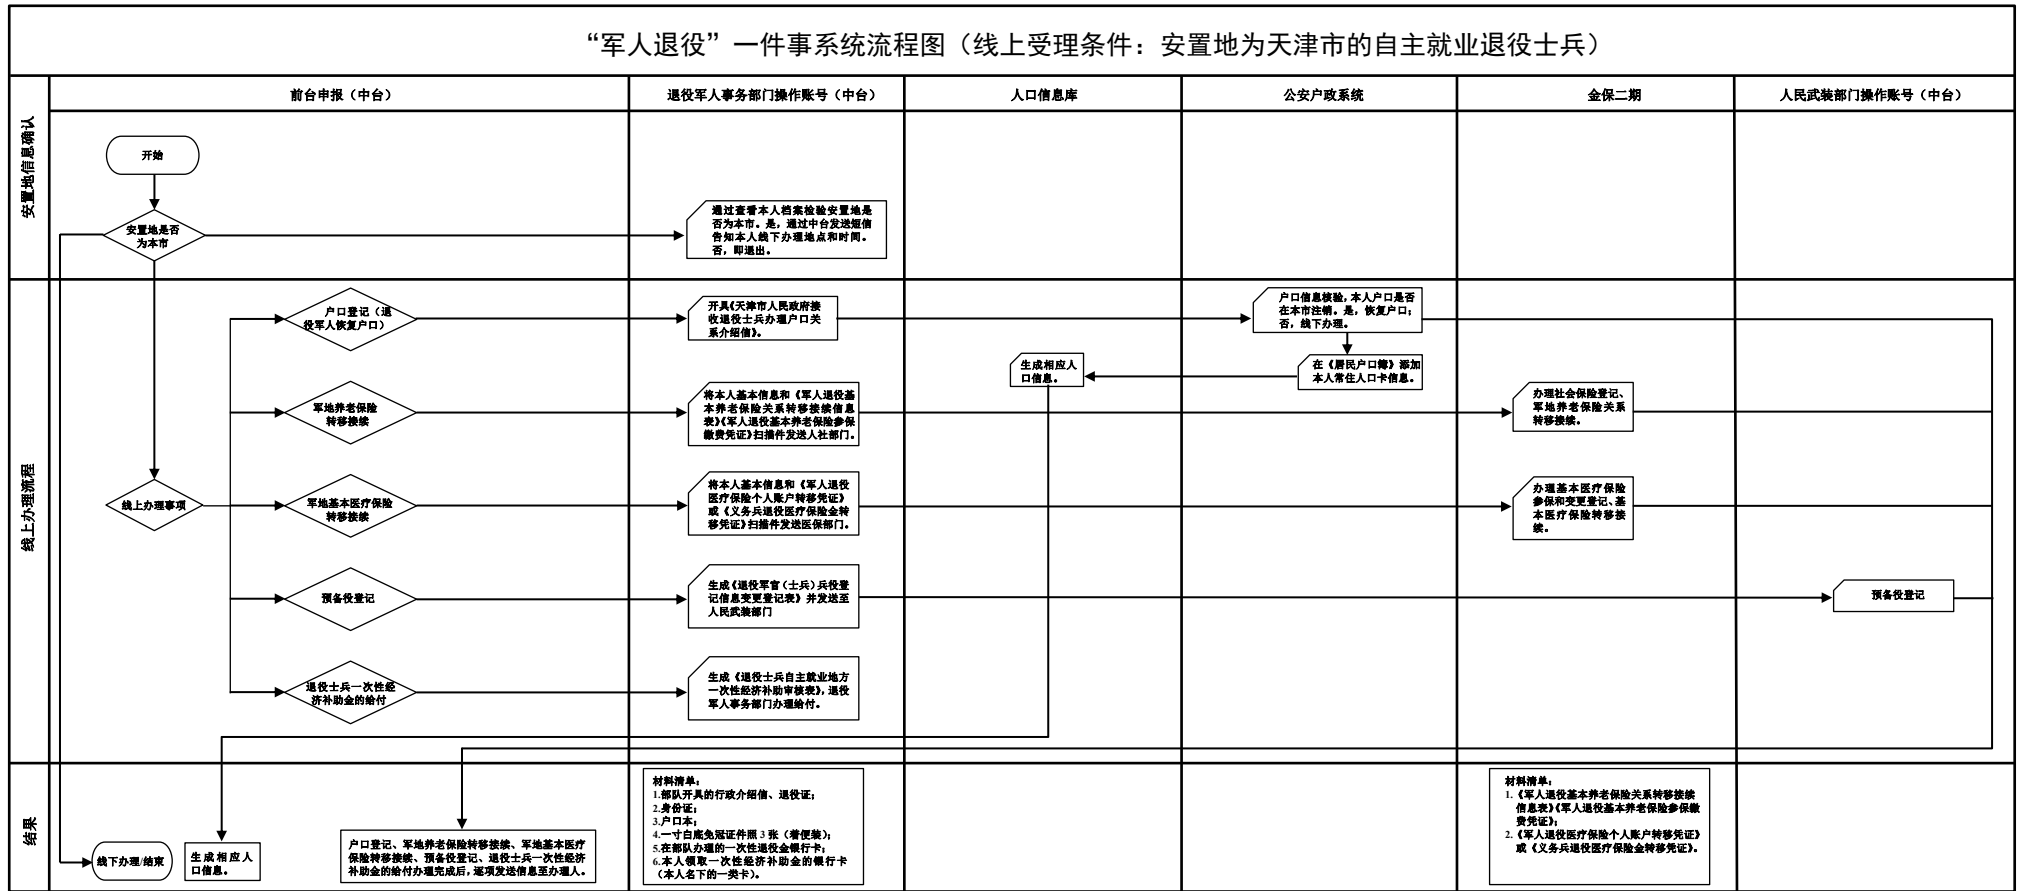 “军人退役”一件事系统流程图（线上受理条件：安置地为天津市的自主就业退役士兵）
前台申报（中台）
退役军人事务部门操作账号（中台）
人口信息库
公安户政系统
金保二期
人民武装部门操作账号（中台）
安置地信息确认
开始
安置地是否
为本市
通过查看本人档案检验安置地是
否为本市。是，通过中台发送短信
告知本人线下办理地点和时间。
否，即退出。
线上办理流程
线上办理事项
户口登记（退
役军人恢复户口）
开具《天津市人民政府接
收退役士兵办理户口关
系介绍信》。
户口信息核验，本人户口是否
在本市注销。是，恢复户口；
否，线下办理。
在《居民户口簿》添加
本人常住人口卡信息。
生成相应人
口信息。
军地养老保险
转移接续
将本人基本信息和《军人退役基
本养老保险关系转移接续信息
表》《军人退役基本养老保险参保
缴费凭证》扫描件发送人社部门。
办理社会保险登记、
军地养老保险关系
转移接续。
军地基本医疗保险
转移接续
将本人基本信息和《军人退役
医疗保险个人账户转移凭证》
或《义务兵退役医疗保险金转
移凭证》扫描件发送医保部门。
办理基本医疗保险
参保和变更登记、基
本医疗保险转移接
续。
预备役登记
生成《退役军官（士兵）兵役登
记信息变更登记表》并发送至
人民武装部门
预备役登记
退役士兵一次性经
济补助金的给付
生成《退役士兵自主就业地方
一次性经济补助审核表》，退役
军人事务部门办理给付。
结果
线下办理/结束
生成相应人
口信息。
户口登记、军地养老保险转移接续、军地基本医疗
保险转移接续、预备役登记、退役士兵一次性经济
补助金的给付办理完成后，逐项发送信息至办理人。
材料清单：
1.部队开具的行政介绍信、退役证；
2.身份证；
3.户口本；
4.一寸白底免冠证件照 3 张（着便装）；
5.在部队办理的一次性退役金银行卡；
6.本人领取一次性经济补助金的银行卡
（本人名下的一类卡）。
材料清单：
1.《军人退役基本养老保险关系转移接续
信息表》《军人退役基本养老保险参保缴
费凭证》；
2.《军人退役医疗保险个人账户转移凭证》
或《义务兵退役医疗保险金转移凭证》。